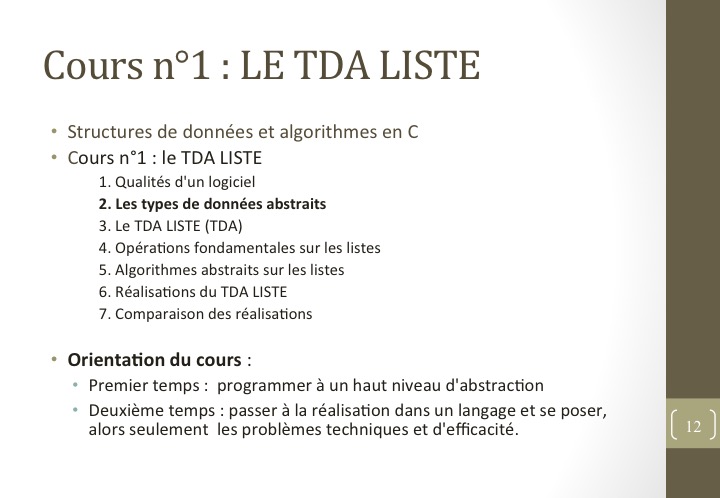 Cours n°1 : LE TDA LISTE
• Structures de données et algorithmes en C
• Cours n°1 : le TDA LISTE
1. Qualités d'un logiciel
2. Les types de données abstraits
3. Le TDA LISTE (TDA)
4. Opérations fondamentales sur les listes
5. Algorithmes abstraits sur les listes
6. Réalisations du TDA LISTE
7. Comparaison des réalisations
• Orientation du cours :
• Premier temps : programmer à un haut niveau d'abstraction
• Deuxième temps : passer à la réalisation dans un langage et se poser,
alors seulement les problèmes techniques et d'efficacité.
12